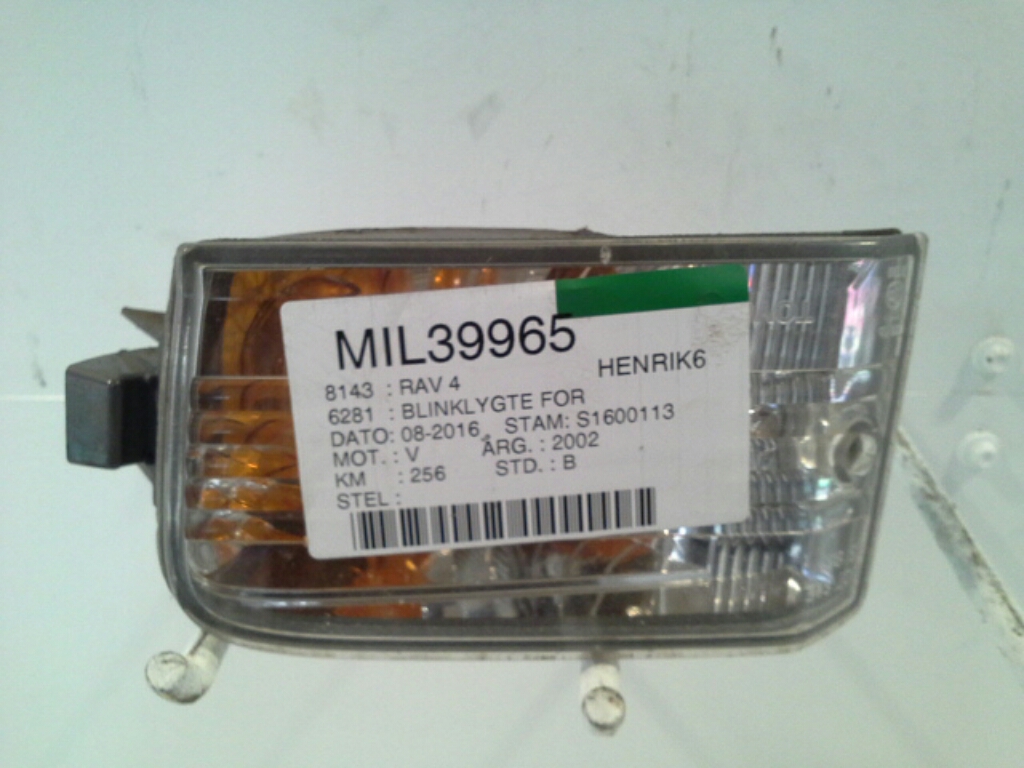 MIL39965
HENRIK6
8143 : RAV 4
6281 : BLINKLYGTE FOR
DATO: 08-2016 STAM: S1600113
MOT. : V ÅRG. : 2002
KM : 256 STD. : B
STEL :